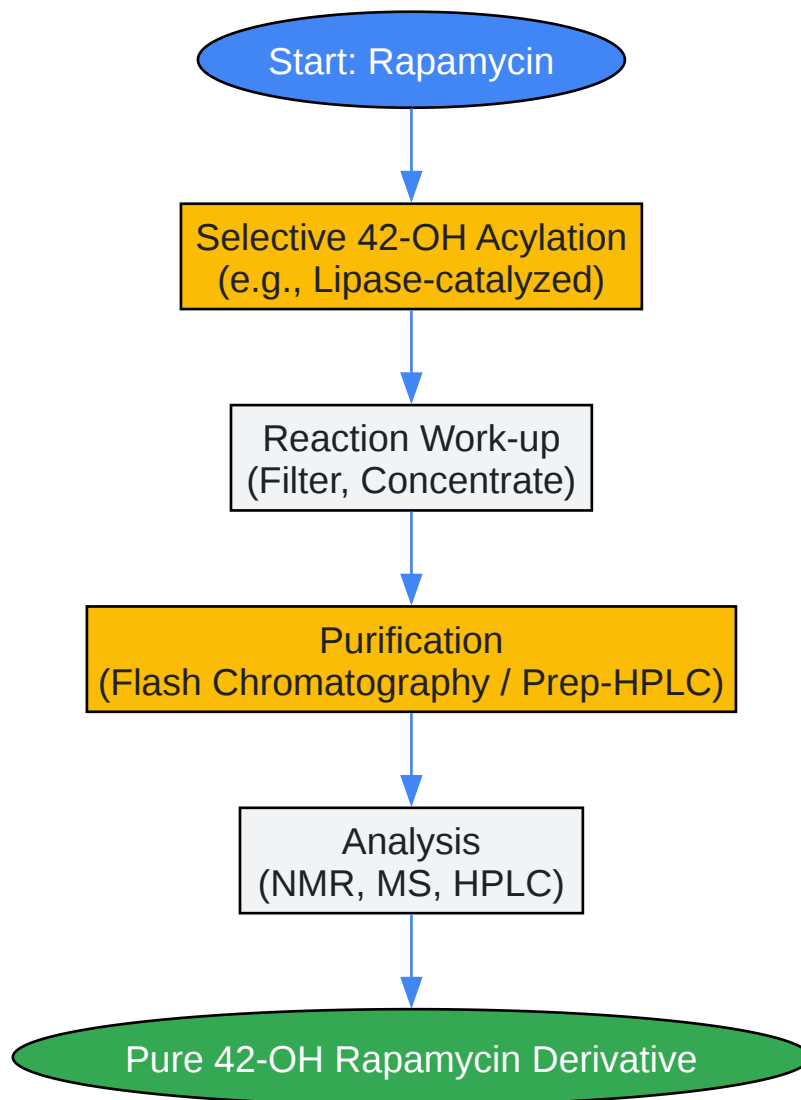 Start: Rapamycin
Selective 42-OH Acylation
(e.g., Lipase-catalyzed)
Reaction Work-up
(Filter, Concentrate)
Purification
(Flash Chromatography / Prep-HPLC)
Analysis
(NMR, MS, HPLC)
Pure 42-OH Rapamycin Derivative